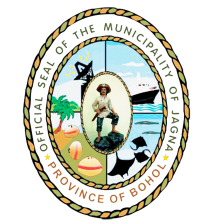 OFFICIAL SEAL OF THE MUNICIPALITY OF JAGNA
PROVINCE OF BOHOL